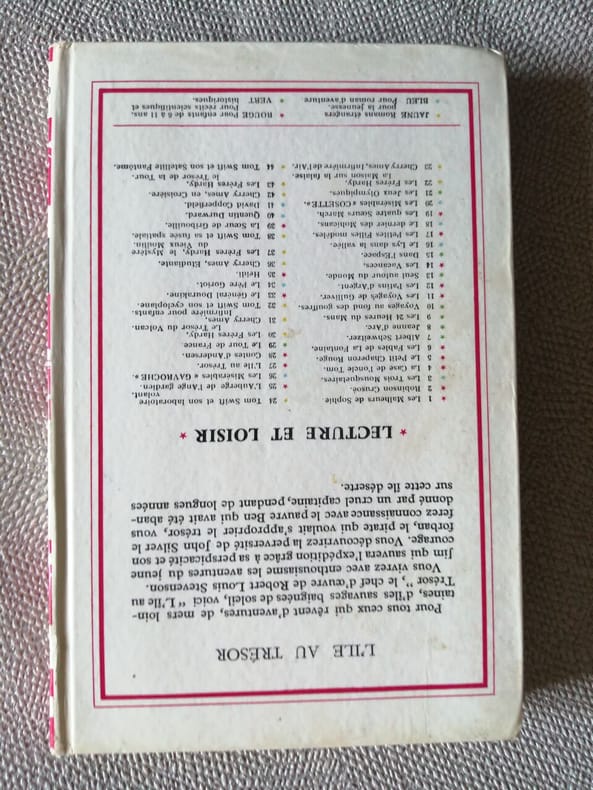 L'ILE AU TRÉSOR
Pour tous ceux qui rêvent d'aventures, de mers loin-
taines, d'îles sauvages baignées de soleil, voici " L'Ile au
Trésor ", le chef d'œuvre de Robert Louis Stevenson.
Vous vivrez avec enthousiasme les aventures du jeune
Jim qui sauvera l'expédition grâce à sa perspicacité et son
courage. Vous découvrirez la perversité de John Silver le
forban, le pirate qui voulait s'approprier le trésor, vous
ferez connaissance avec le pauvre Ben qui avait été aban-
donné par un cruel capitaine, pendant de longues années
sur cette île déserte.
★ LECTURE ET LOISIR ★
★ 1 Les Malheurs de Sophie
★ 2 Robinson Crusoé.
★ 3 Les Trois Mousquetaires.
★ 4 La Case de l'oncle Tom.
★ 5 Le Petit Chaperon Rouge.
★ 6 Les Fables de La Fontaine.
★ 7 Albert Schweitzer.
★ 8 Jeanne d'Arc.
★ 9 Les 24 Heures du Mans.
★ 10 Voyages au fond des gouffres.
★ 11 Les Voyages de Gulliver.
★ 12 Les Patins d'Argent.
★ 13 Seul autour du Monde.
★ 14 Les Vacances.
★ 15 Dans l'Espace.
★ 16 Le Lys dans la vallée.
★ 17 Les Petites Filles modèles.
★ 18 Le dernier des Mohicans.
★ 19 Les quatre Sœurs March.
★ 20 Les Misérables «COSETTE».
★ 21 Les Jeux Olympiques.
★ 22 Les Frères Hardy.
La Maison sur la falaise.
★ 23 Cherry Ames, Infirmière de l'Air.
★ 24 Tom Swift et son laboratoire
volant.
★ 25 L'Auberge de l'Ange Gardien.
★ 26 Les Misérables «GAVROCHE».
★ 27 L'Ile au Trésor.
★ 28 Contes d'Andersen
★ 29 Le Tour de France.
★ 30 Les Frères Hardy,
Le Trésor du Volcan
★ 31 Cherry Ames,
Infirmière pour enfants.
★ 32 Tom Swift et son cycloplane.
★ 33 Le Général Dourakine.
★ 34 Le Père Goriot.
★ 35 Heidi.
★ 36 Cherry Ames, Etudiante.
★ 37 Les Frères Hardy, le Mystère
du Vieux Moulin.
★ 38 Tom Swift et sa fusée spatiale.
★ 39 La Sœur de Gribouille.
★ 40 Quentin Durward.
★ 41 David Copperfield.
★ 42 Cherry Ames, en Croisière.
★ 43 Les Frères Hardy.
le Trésor de la Tour.
★ 44 Tom Swift et son Satellite Fantôme.
★ JAUNE Romans étrangers
pour la jeunesse.
★ BLEU Pour roman d'aventure
★ ROUGE Pour enfants de 6 à 11 ans.
★ VERT Pour récits scientifiques et
historiques.